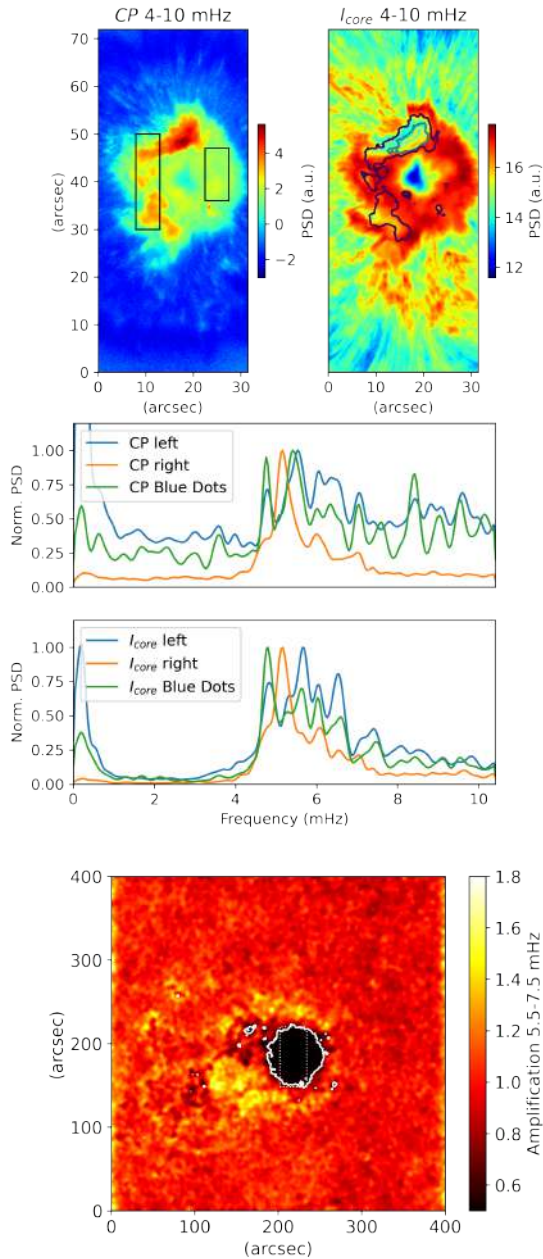 CP 4-10 mHz
I_core 4-10 mHz
70
60
50
40
30
20
10
0
(arcsec)
0 10 20 30
(arcsec)
4
2
0
−2
PSD (a.u.)
0 10 20 30
(arcsec)
16
14
12
PSD (a.u.)
1.00
0.75
0.50
0.25
0.00
Norm. PSD
CP left
CP right
CP Blue Dots
1.00
0.75
0.50
0.25
0.00
Norm. PSD
I_core left
I_core right
I_core Blue Dots
0 2 4 6 8 10
Frequency (mHz)
400
300
200
100
0
(arcsec)
0 100 200 300 400
(arcsec)
1.8
1.6
1.4
1.2
1.0
0.8
0.6
Amplification 5.5-7.5 mHz